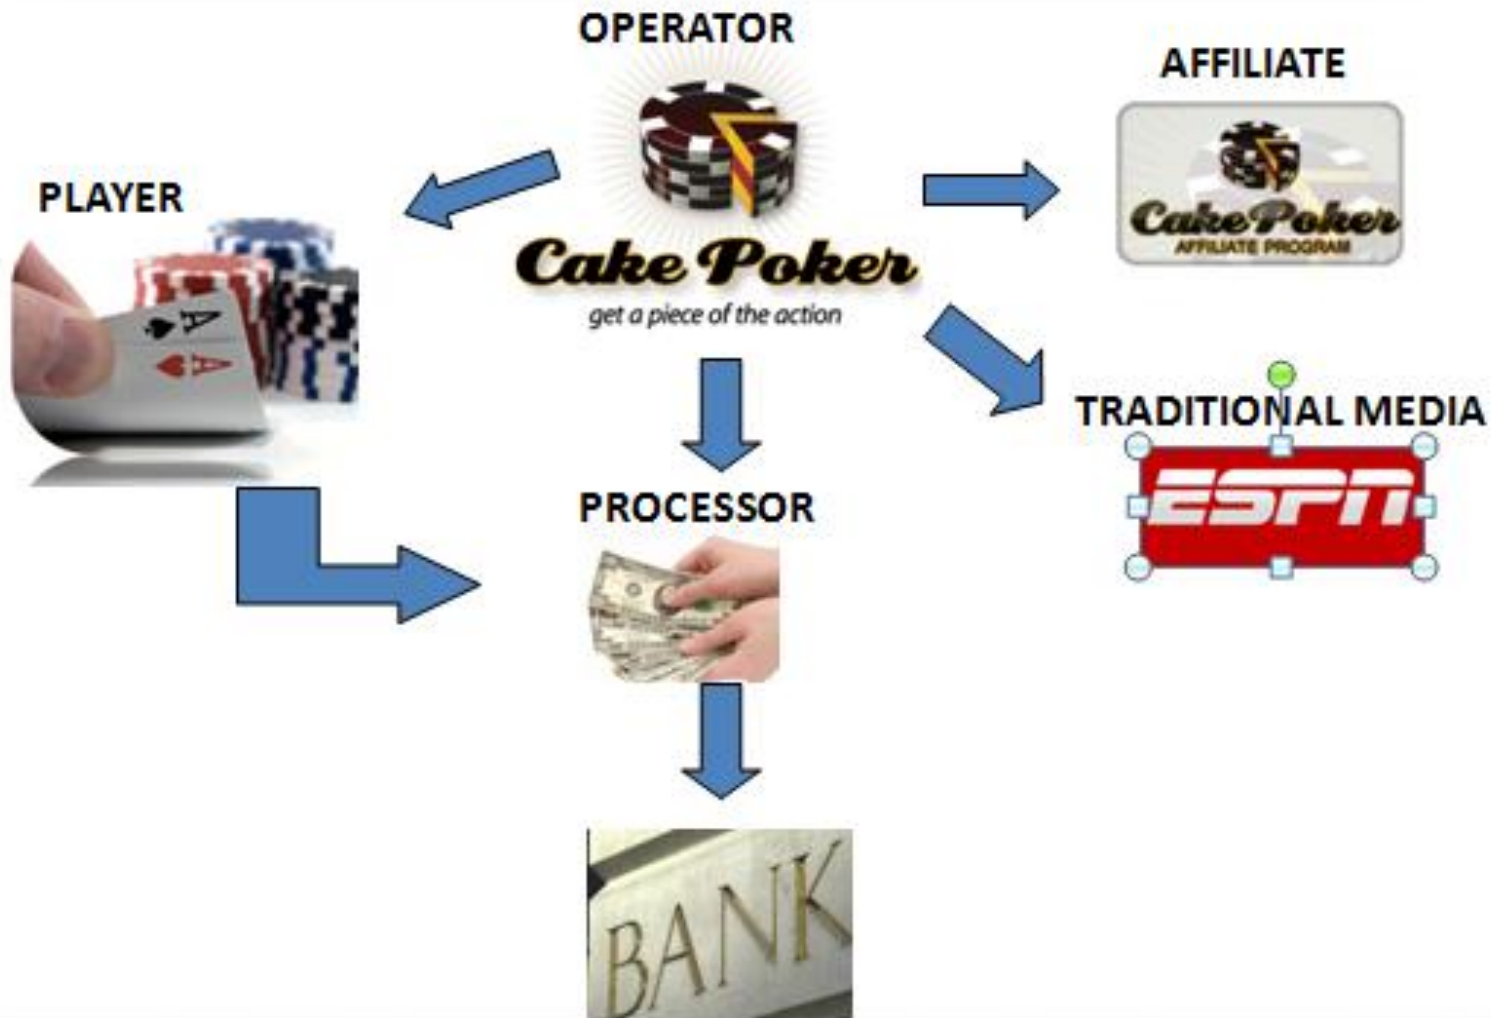 OPERATOR
AFFILIATE
PLAYER
Cake Poker
get a piece of the action
Cake Poker
AFFILIATE PROGRAM
A
A
TRADITIONAL MEDIA
ESPN
PROCESSOR
BANK